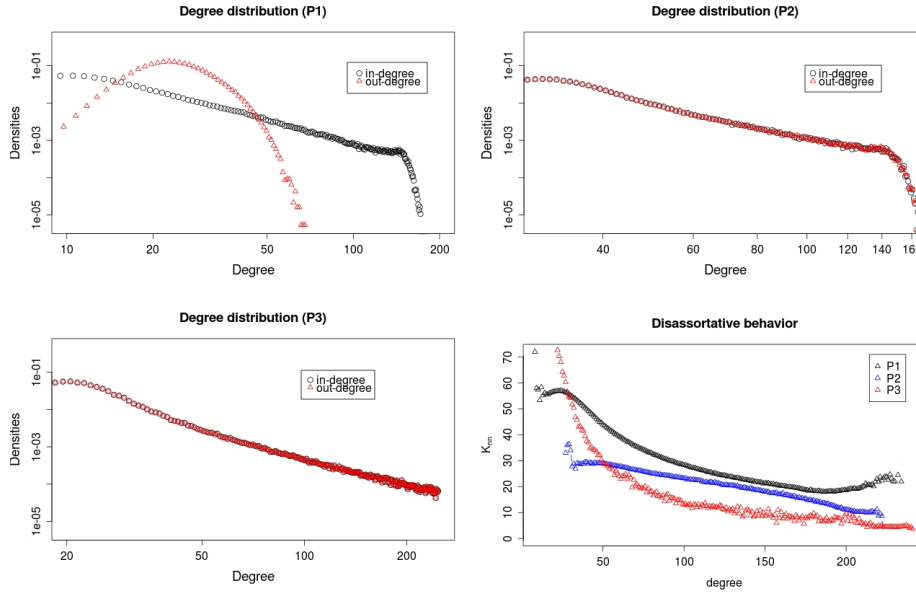 Degree distribution (P1)
Densities
1e-01
1e-03
1e-05
in-degree
out-degree
10 20 50 100 200
Degree
Degree distribution (P2)
Densities
1e-01
1e-03
1e-05
in-degree
out-degree
40 60 80 100 120 140
Degree
Degree distribution (P3)
Densities
1e-01
1e-03
1e-05
in-degree
out-degree
20 50 100 200
Degree
Disassortative behavior
Knn
70
60
50
40
30
20
10
0
P1
P2
P3
50 100 150 200
degree